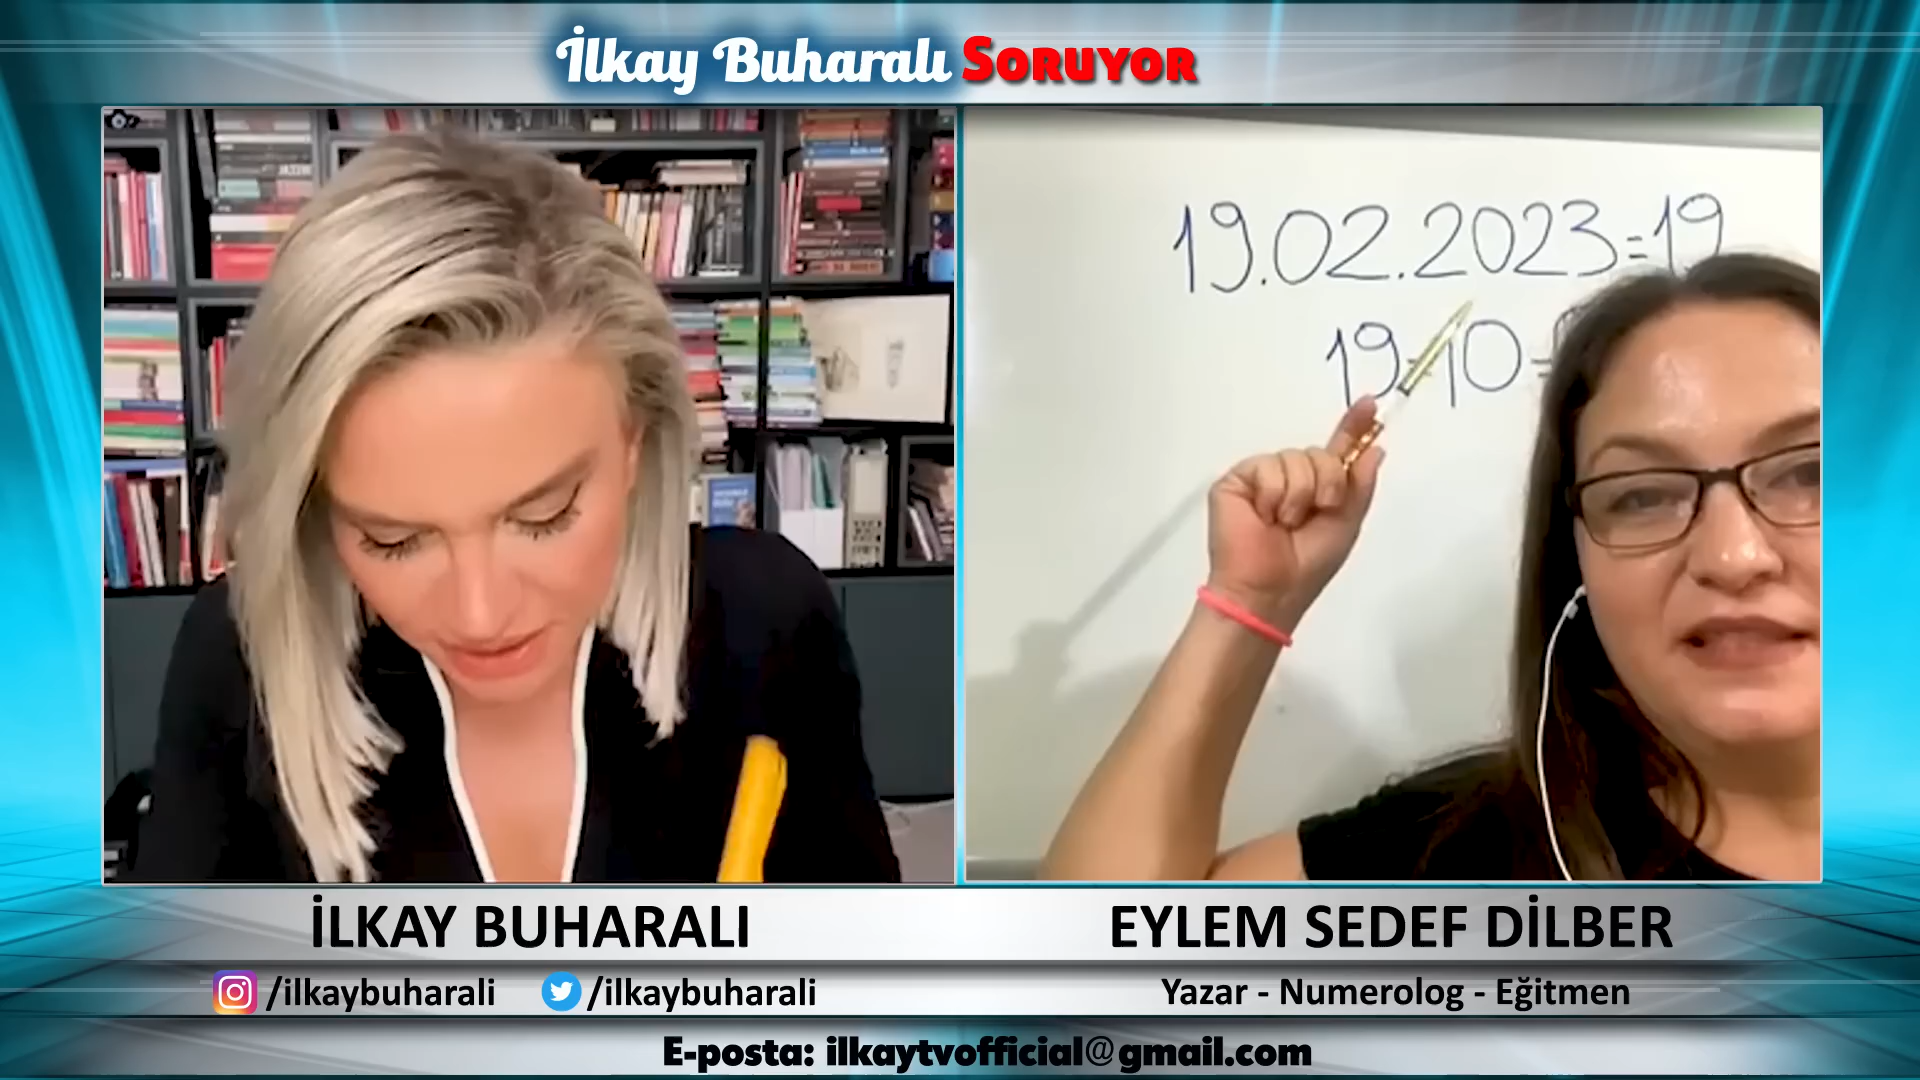 İlkay Buharalı SORUYOR
19.02.2023=19
19-10=
İLKAY BUHARALI
EYLEM SEDEF DİLBER
/ilkaybuharali
/ilkaybuharali
Yazar - Numerolog - Eğitmen
E-posta: ilkaytvofficial@gmail.com